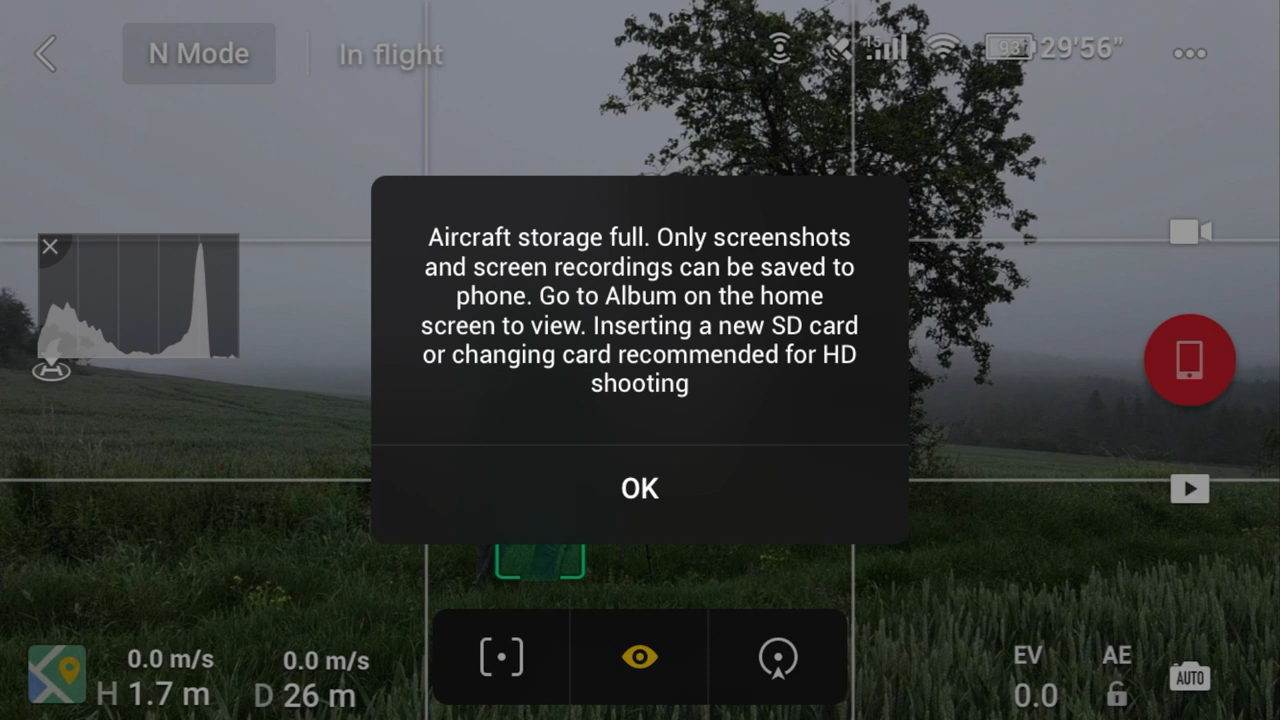 N Mode
In flight
15
93
29'56”
Aircraft storage full. Only screenshots
and screen recordings can be saved to
phone. Go to Album on the home
screen to view. Inserting a new SD card
or changing card recommended for HD
shooting
OK
0.0 m/s
0.0 m/s
H 1.7 m
D 26 m
EV
AE
0.0
AUTO